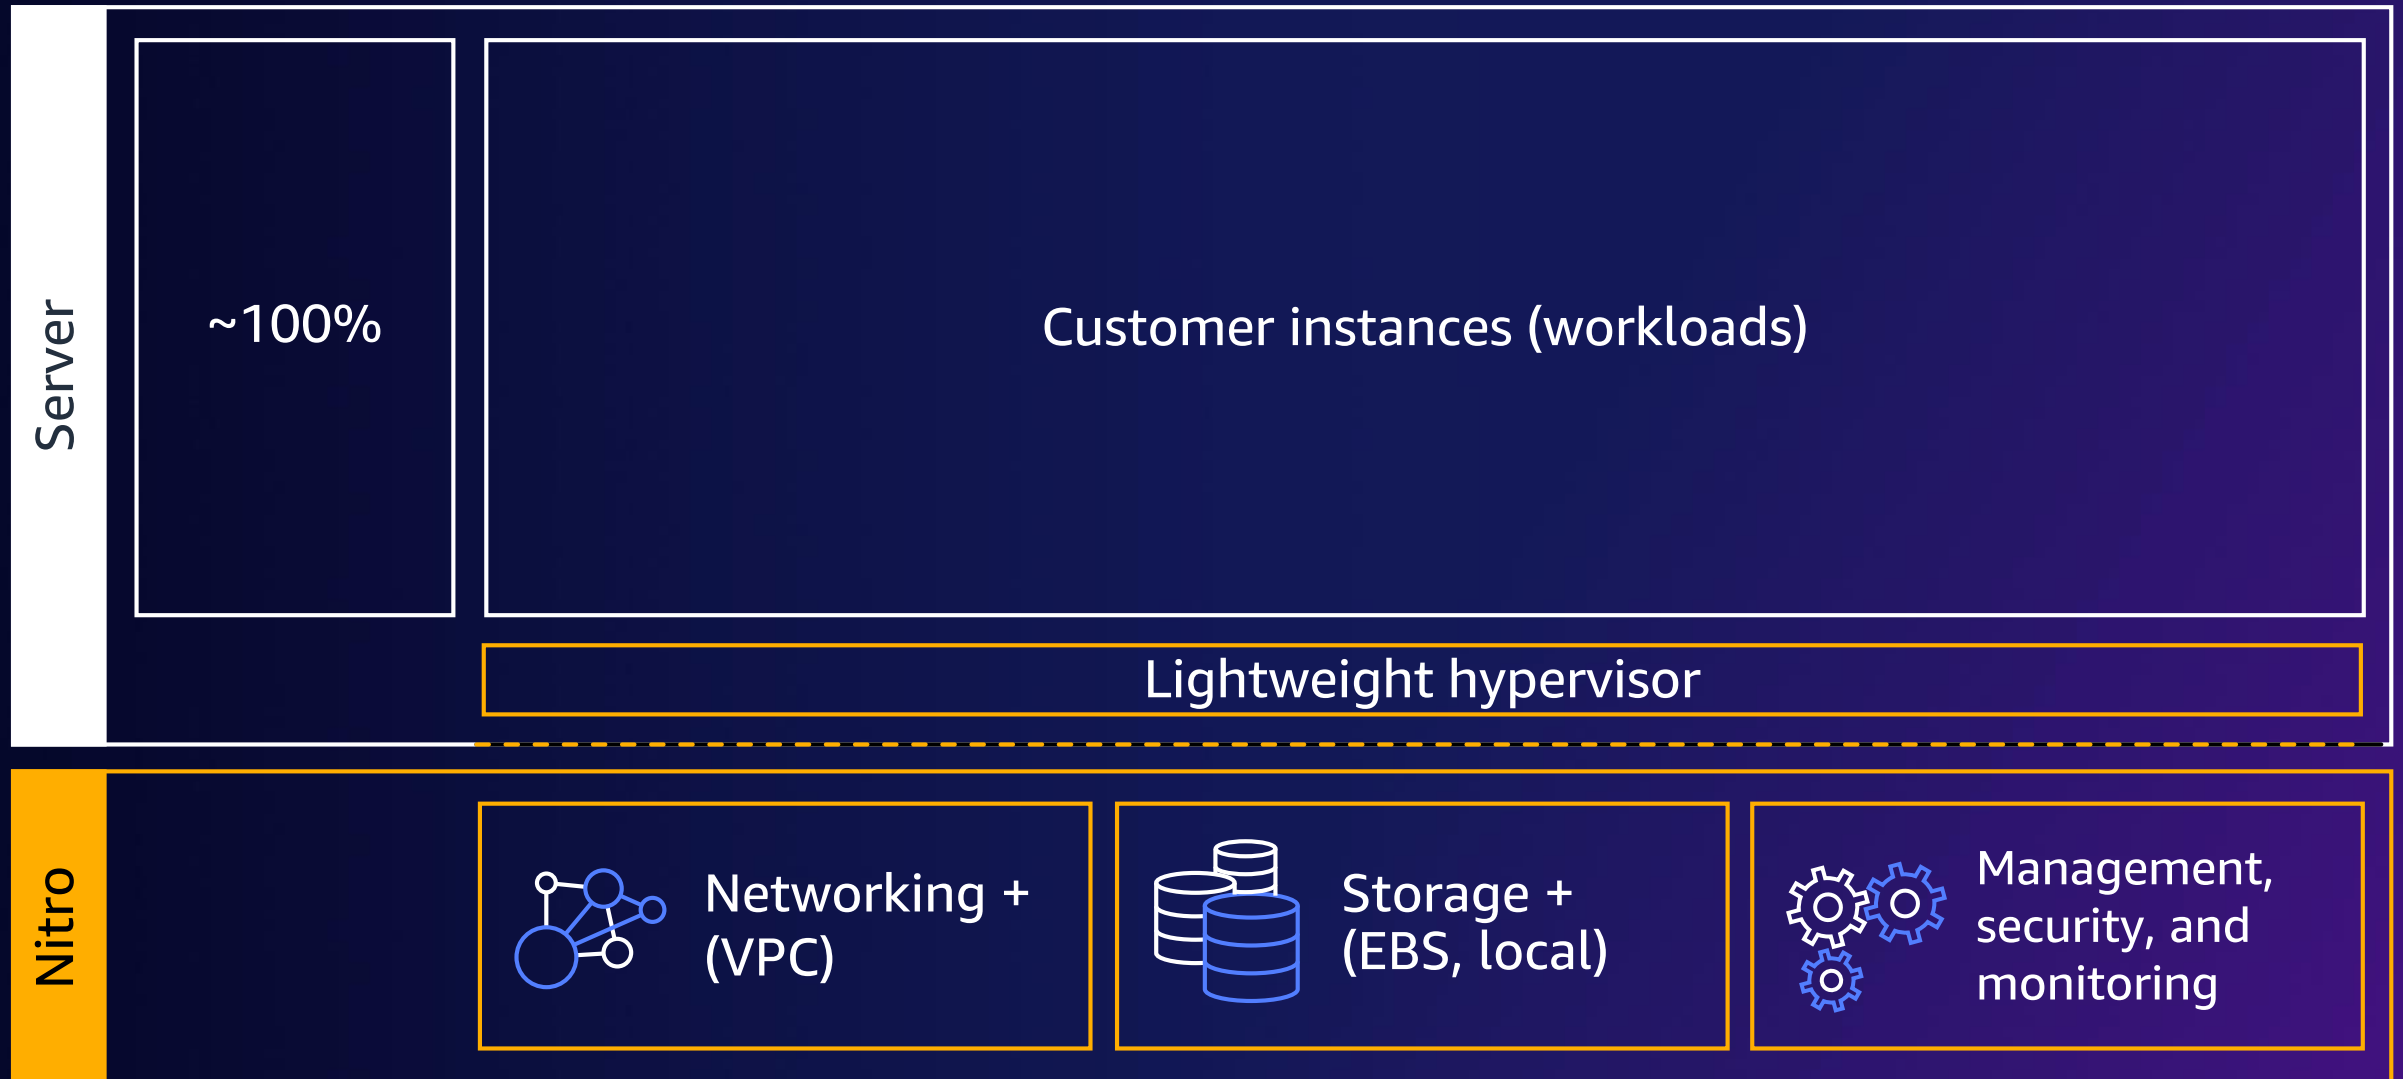 Server
~100%
Customer instances (workloads)
Lightweight hypervisor
Nitro
Networking +
(VPC)
Storage +
(EBS, local)
Management,
security, and
monitoring